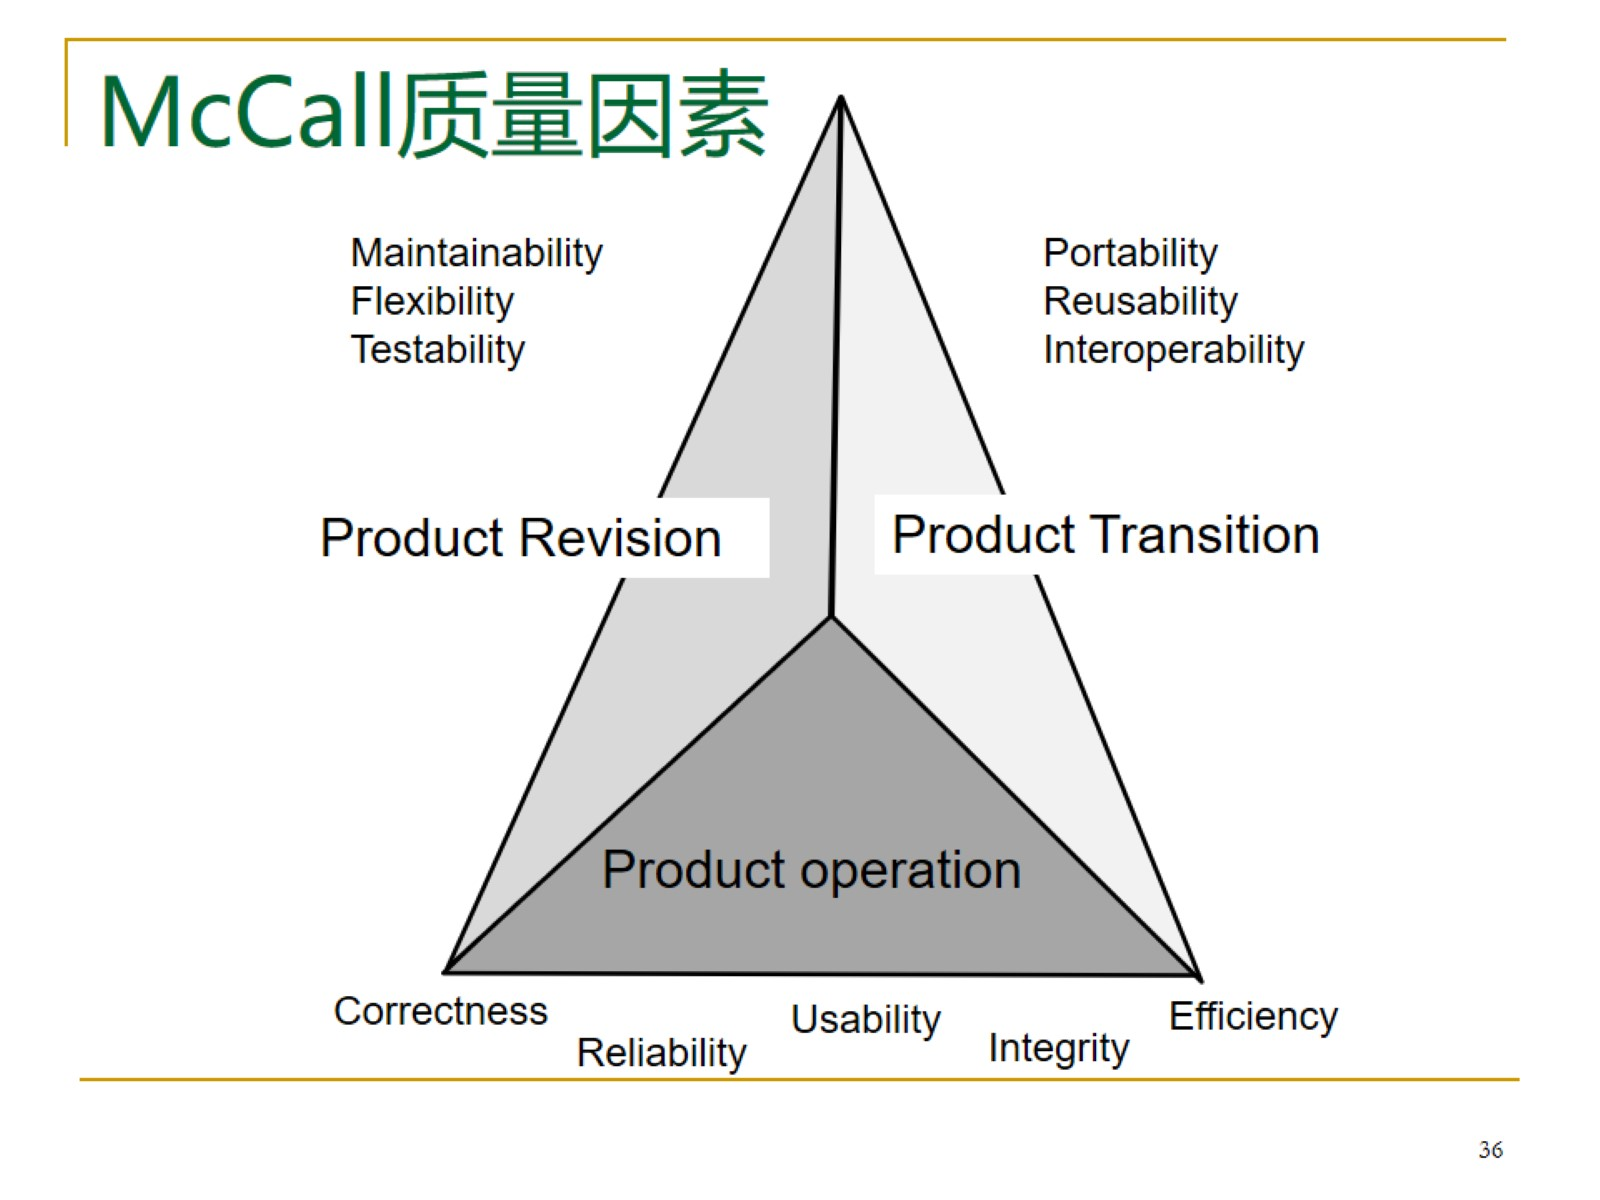 McCall质量因素
Maintainability
Flexibility
Testability
Portability
Reusability
Interoperability
Product Revision
Product Transition
Product operation
Correctness
Reliability
Usability
Integrity
Efficiency
36